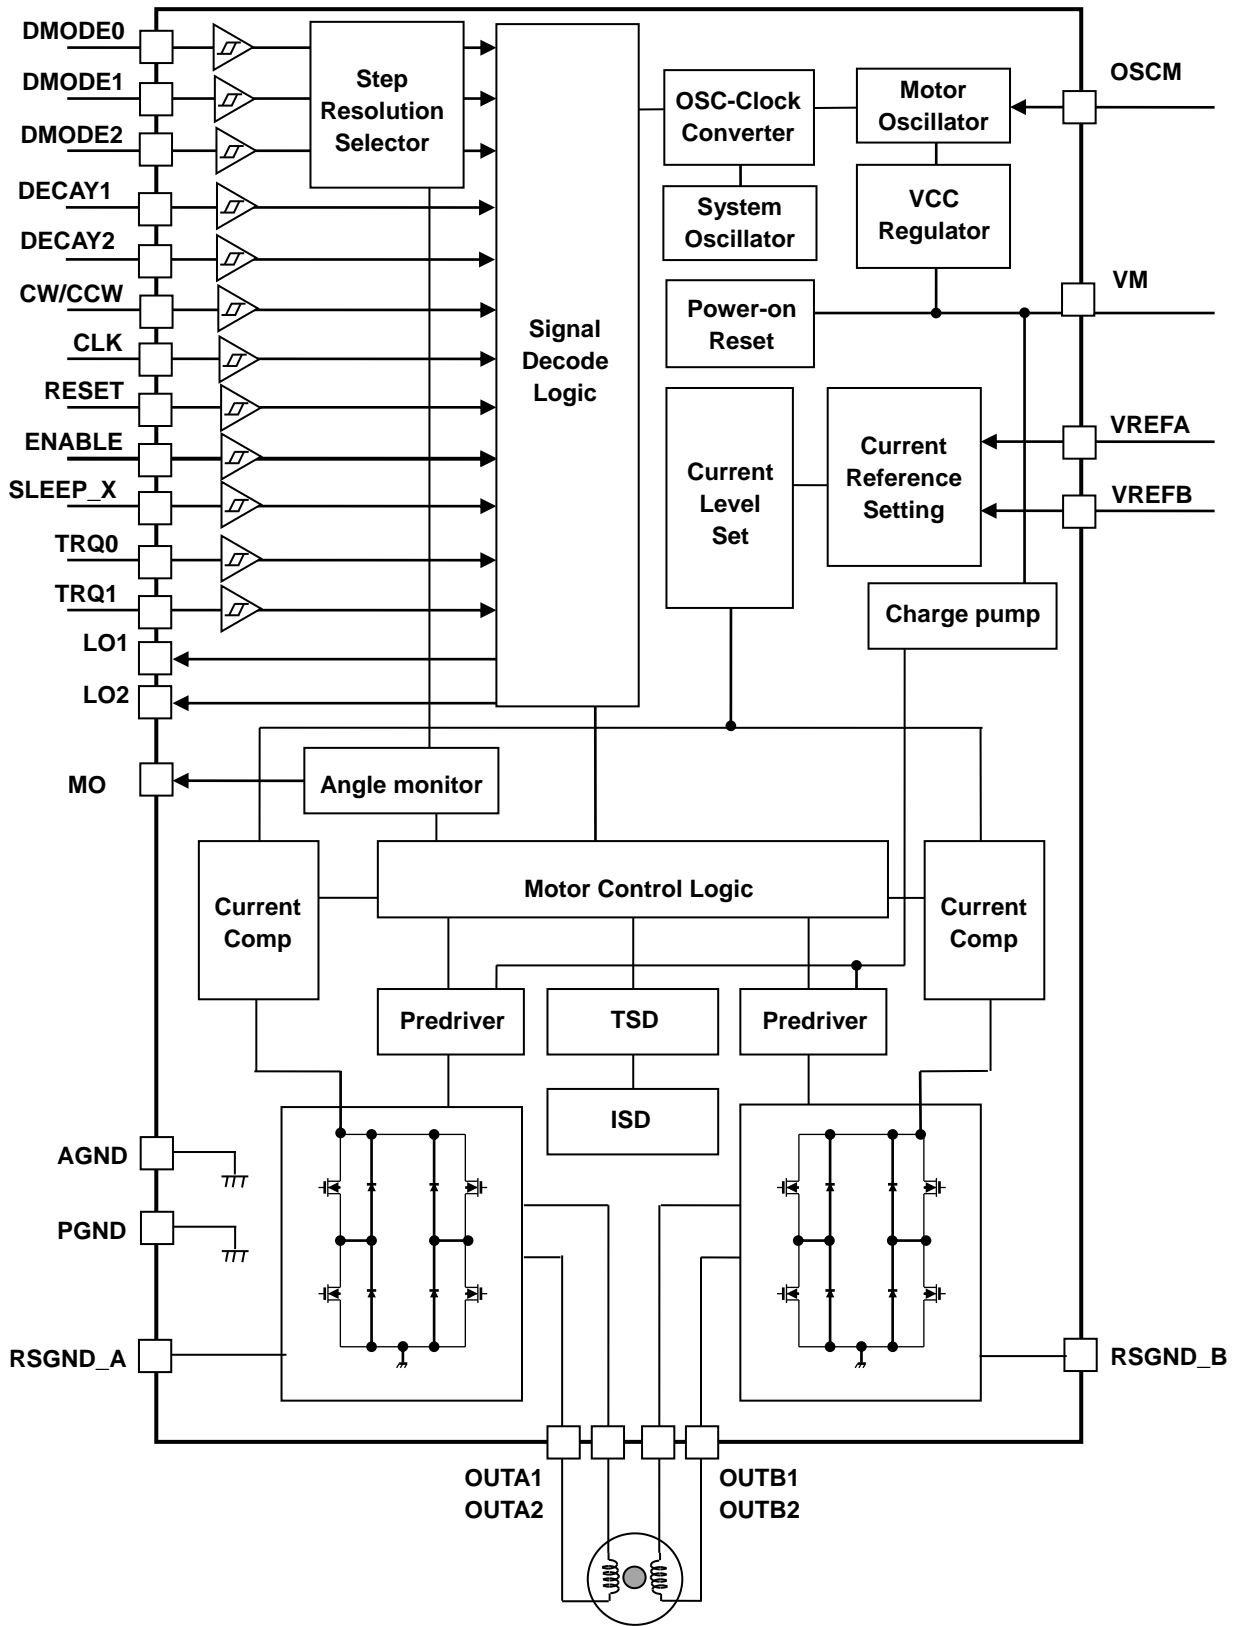 DMODE0
DMODE1
DMODE2
DECAY1
DECAY2
CW/CCW
CLK
RESET
ENABLE
SLEEP_X
TRQ0
TRQ1
LO1
LO2
MO
AGND
PGND
RSGND_A
Step
Resolution
Selector
Signal
Decode
Logic
OSC-Clock
Converter
Motor
Oscillator
System
Oscillator
VCC
Regulator
Power-on
Reset
Current
Level
Set
Current
Reference
Setting
Charge pump
OSCM
VM
VREFA
VREFB
Angle monitor
Motor Control Logic
Current
Comp
Current
Comp
Predriver
TSD
Predriver
ISD
RSGND_B
OUTA1
OUTA2
OUTB1
OUTB2